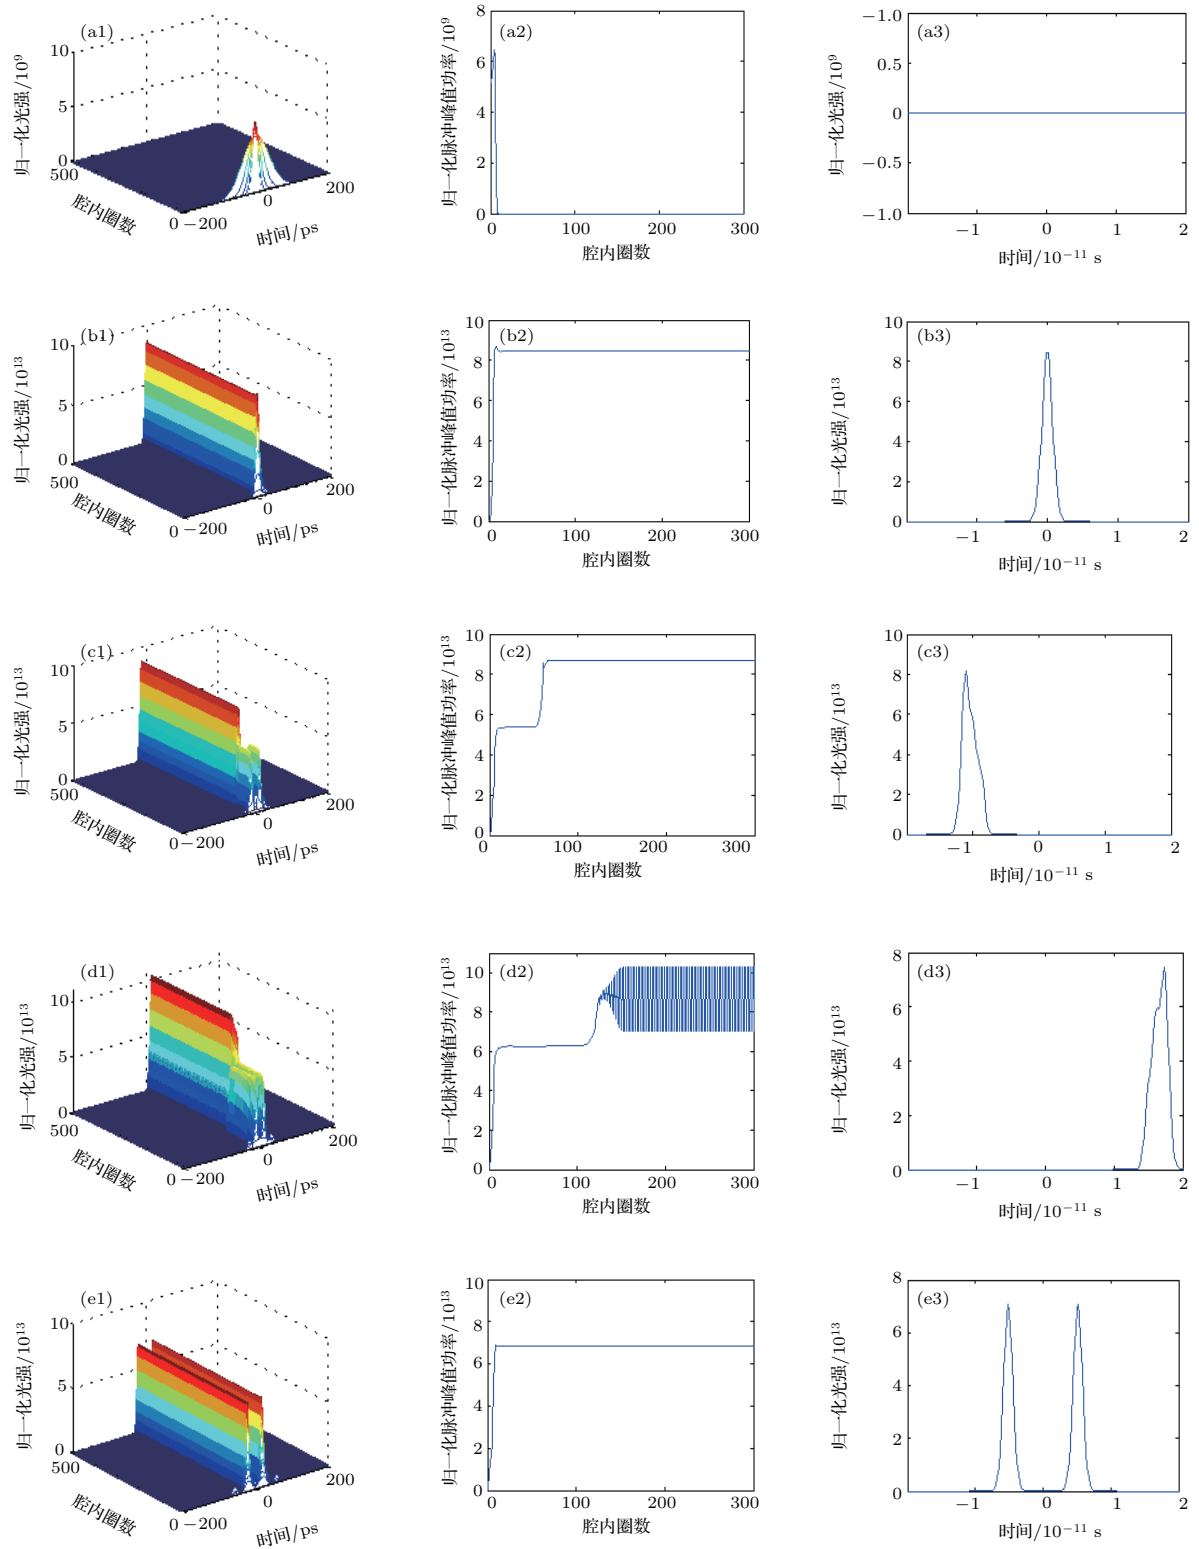 (a1)
归一化光强/10⁹
10
5
0
500
腔内圈数
0
−200
0
200
时间/ps
(a2)
归一化脉冲峰值功率/10⁹
8
6
4
2
0
0
100
200
300
腔内圈数
(a3)
归一化光强/10⁹
−1.0
0.5
0
−0.5
−1.0
−1
0
1
2
时间/10⁻¹¹ s
(b1)
归一化光强/10¹³
10
5
0
500
腔内圈数
0
−200
0
200
时间/ps
(b2)
归一化脉冲峰值功率/10¹³
10
8
6
4
2
0
0
100
200
300
腔内圈数
(b3)
归一化光强/10¹³
10
8
6
4
2
0
−1
0
1
2
时间/10⁻¹¹ s
(c1)
归一化光强/10¹³
10
5
0
500
腔内圈数
0
−200
0
200
时间/ps
(c2)
归一化脉冲峰值功率/10¹³
10
8
6
4
2
0
0
100
200
300
腔内圈数
(c3)
归一化光强/10¹³
10
8
6
4
2
0
−1
0
1
2
时间/10⁻¹¹ s
(d1)
归一化光强/10¹³
10
5
0
500
腔内圈数
0
−200
0
200
时间/ps
(d2)
归一化脉冲峰值功率/10¹³
10
8
6
4
2
0
0
100
200
300
腔内圈数
(d3)
归一化光强/10¹³
8
6
4
2
0
−1
0
1
2
时间/10⁻¹¹ s
(e1)
归一化光强/10¹³
10
5
0
500
腔内圈数
0
−200
0
200
时间/ps
(e2)
归一化脉冲峰值功率/10¹³
10
8
6
4
2
0
0
100
200
300
腔内圈数
(e3)
归一化光强/10¹³
8
6
4
2
0
−1
0
1
2
时间/10⁻¹¹ s